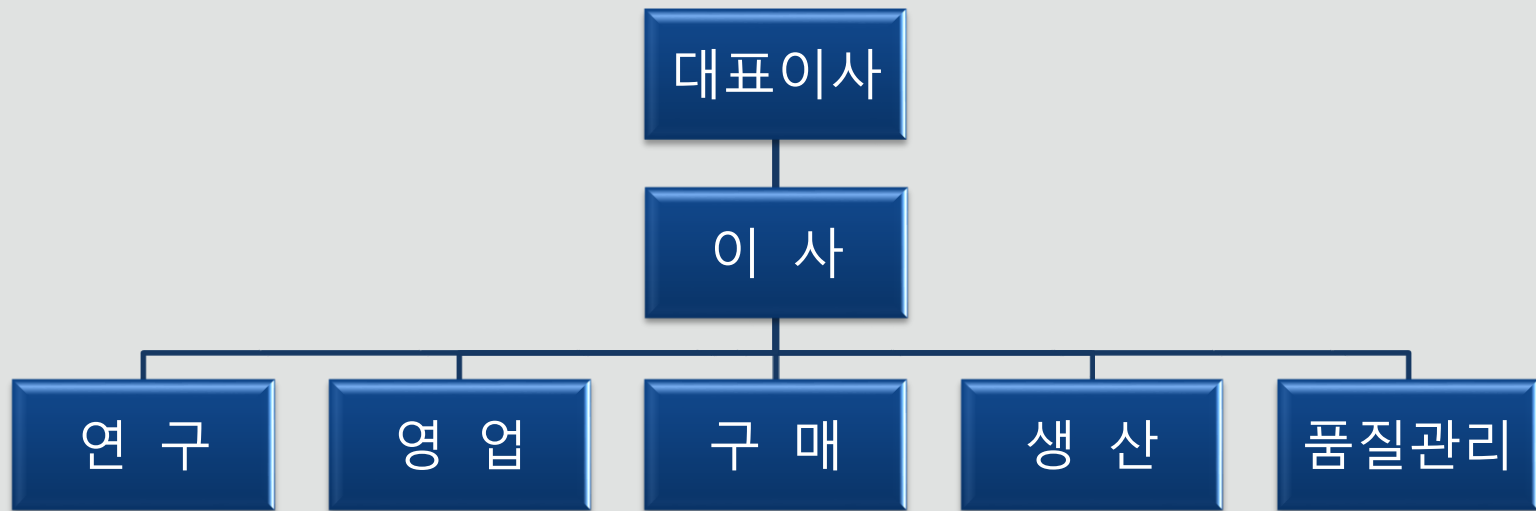 대표이사
이 사
연 구
영 업
구 매
생 산
품질관리